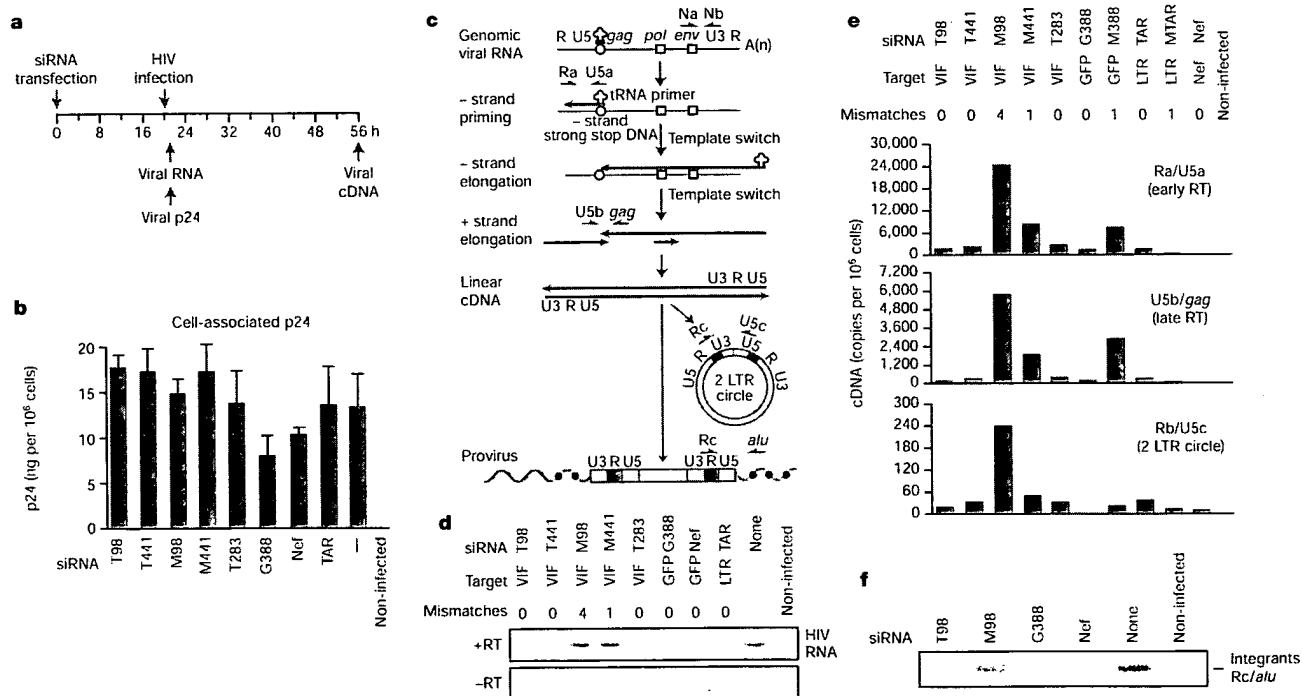 a
siRNA transfection
HIV infection
0 8 16 24 32 40 48 56 h
Viral RNA
Viral p24
Viral cDNA
b
Cell-associated p24
p24 (ng per 10⁶ cells)
20
15
10
5
0
siRNA T98 T441 M98 M441 T283 G388 Nef TAR – Non-infected
c
Genomic viral RNA
Na Nb
R U5 gag pol env U3 R A(n)
Ra U5a
tRNA primer
– strand priming
– strand strong stop DNA
Template switch
– strand elongation
Template switch
U5b gag
+ strand elongation
Linear cDNA
U3 R U5
U3 R U5
Rc U5c
U5 R U3 U5 R U3
2 LTR circle
Provirus
Rc alu
U3 R U5 U3 R U5
d
siRNA T98 T441 M98 M441 T283 G388 Nef TAR None Non-infected
Target VIF VIF VIF VIF VIF GFP GFP LTR
Mismatches 0 0 4 1 0 0 0 0
+RT HIV RNA
–RT
e
siRNA T98 T441 M98 M441 T283 G388 M388 TAR MTAR Nef Non-infected
Target VIF VIF VIF VIF VIF GFP GFP LTR LTR Nef
Mismatches 0 0 4 1 0 0 1 0 1 0
cDNA (copies per 10⁶ cells)
30,000
24,000
18,000
12,000
6,000
0
Ra/U5a (early RT)
7,200
4,800
3,600
2,400
1,200
0
U5b/gag (late RT)
300
240
180
120
60
0
Rb/U5c (2 LTR circle)
f
siRNA T98 M98 G388 Nef None Non-infected
Integrants Rc/alu